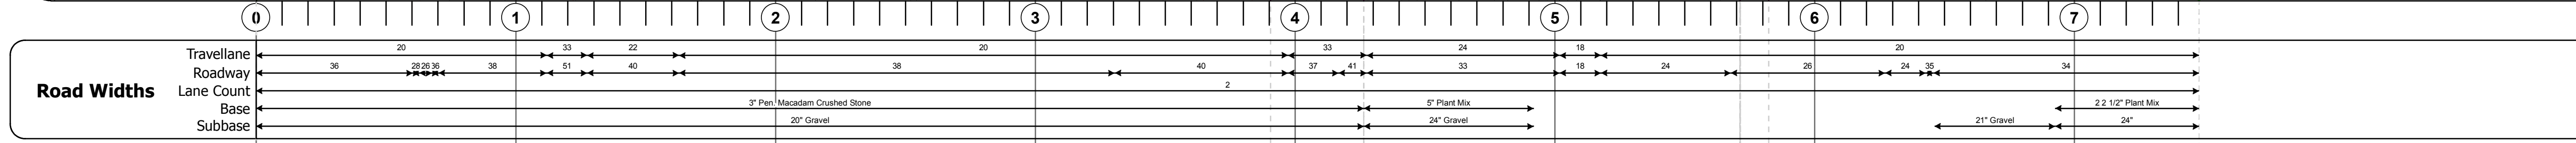 0 1 2 3 4 5 6 7
Travellane 20 33 22 20 33 24 18 20
Roadway 36 28 26 36 38 51 40 38 40 37 41 33 18 24 26 24 35 34
Road Widths
Lane Count 2
Base 3" Pen. Macadam Crushed Stone 5" Plant Mix 2 2 1/2" Plant Mix
Subbase 20" Gravel 24" Gravel 21" Gravel 24"